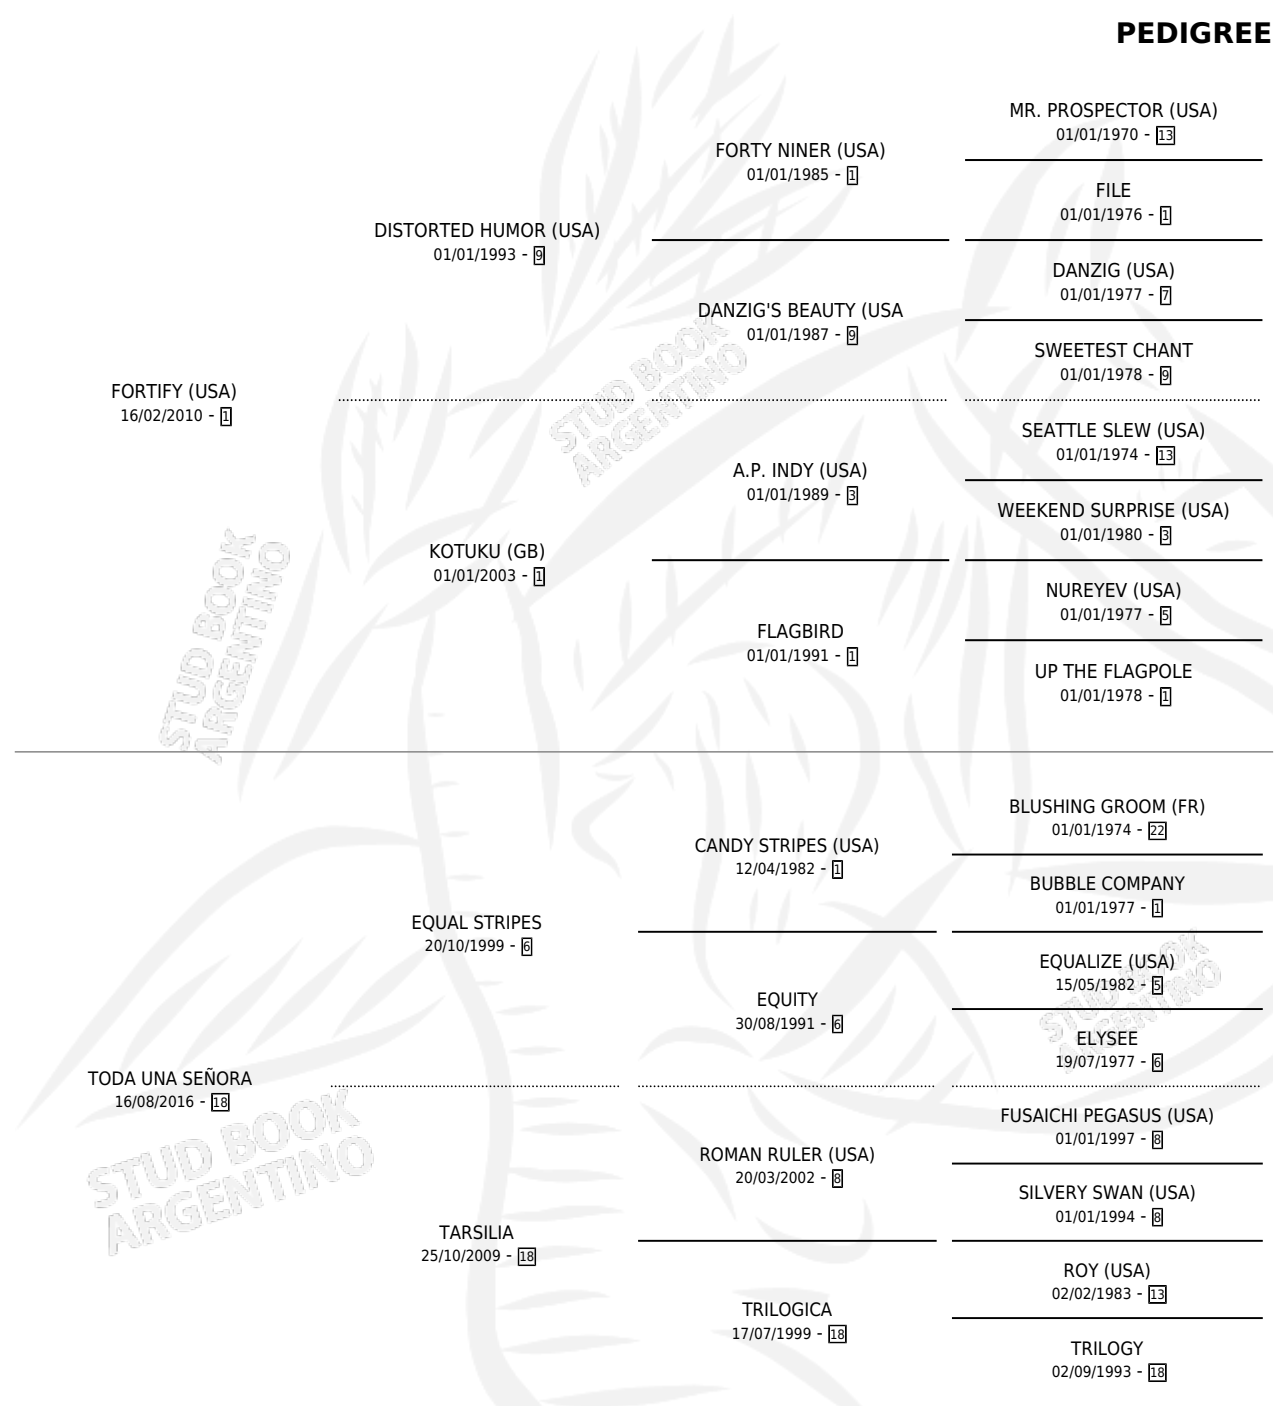 PEDIGREE
MR. PROSPECTOR (USA)
01/01/1970 - 13
FORTY NINER (USA)
01/01/1985 - 1
FILE
01/01/1976 - 1
DISTORTED HUMOR (USA)
01/01/1993 - 9
DANZIG (USA)
01/01/1977 - 7
DANZIG'S BEAUTY (USA
01/01/1987 - 9
SWEETEST CHANT
01/01/1978 - 9
FORTIFY (USA)
16/02/2010 - 1
SEATTLE SLEW (USA)
01/01/1974 - 13
A.P. INDY (USA)
01/01/1989 - 3
WEEKEND SURPRISE (USA)
01/01/1980 - 3
KOTUKU (GB)
01/01/2003 - 1
NUREYEV (USA)
01/01/1977 - 5
FLAGBIRD
01/01/1991 - 1
UP THE FLAGPOLE
01/01/1978 - 1
BLUSHING GROOM (FR)
01/01/1974 - 22
CANDY STRIPES (USA)
12/04/1982 - 1
BUBBLE COMPANY
01/01/1977 - 1
EQUAL STRIPES
20/10/1999 - 6
EQUALIZE (USA)
15/05/1982 - 5
EQUITY
30/08/1991 - 6
ELYSEE
19/07/1977 - 6
TODA UNA SEÑORA
16/08/2016 - 18
FUSAICHI PEGASUS (USA)
01/01/1997 - 8
ROMAN RULER (USA)
20/03/2002 - 8
SILVERY SWAN (USA)
01/01/1994 - 8
TARSILIA
25/10/2009 - 18
ROY (USA)
02/02/1983 - 13
TRILOGICA
17/07/1999 - 18
TRILOGY
02/09/1993 - 18
STUD BOOK
ARGENTINO
STUD BOOK
ARGENTINO
STUD BOOK
ARGENTINO
STUD BOOK
ARGENTINO